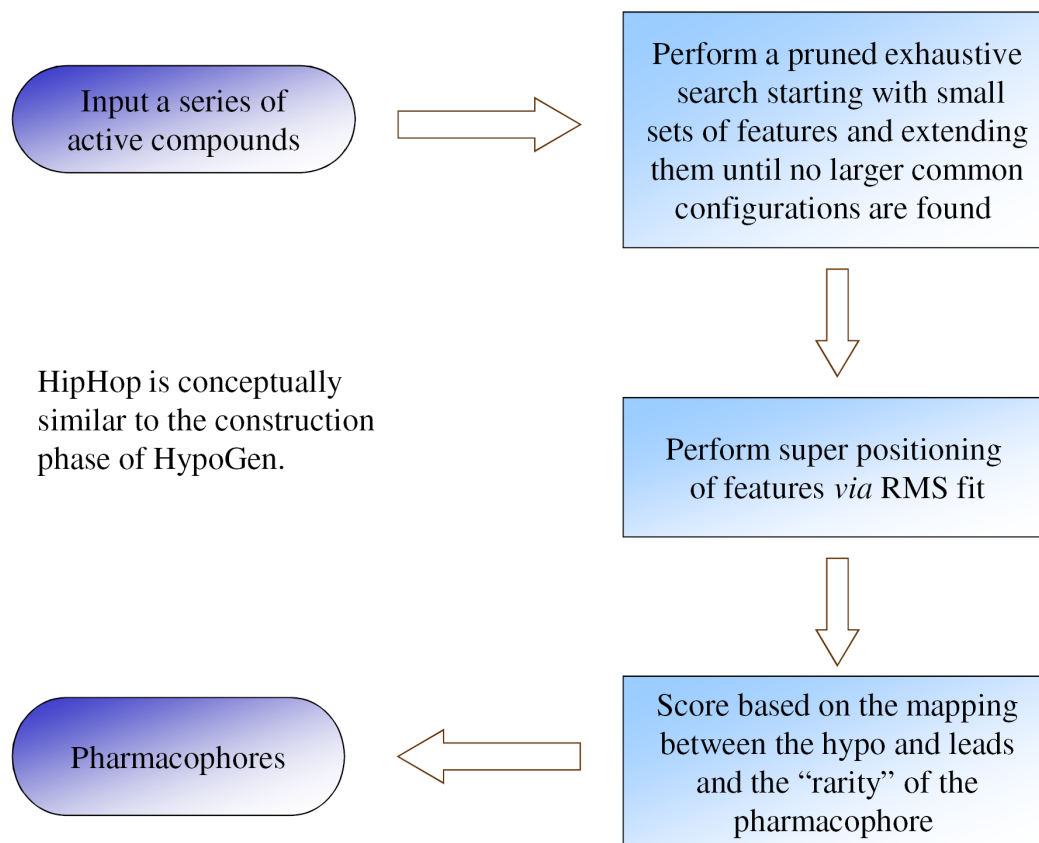 Input a series of
active compounds
Perform a pruned exhaustive
search starting with small
sets of features and extending
them until no larger common
configurations are found
HipHop is conceptually
similar to the construction
phase of HypoGen.
Perform super positioning
of features via RMS fit
Score based on the mapping
between the hypo and leads
and the “rarity” of the
pharmacophore
Pharmacophores